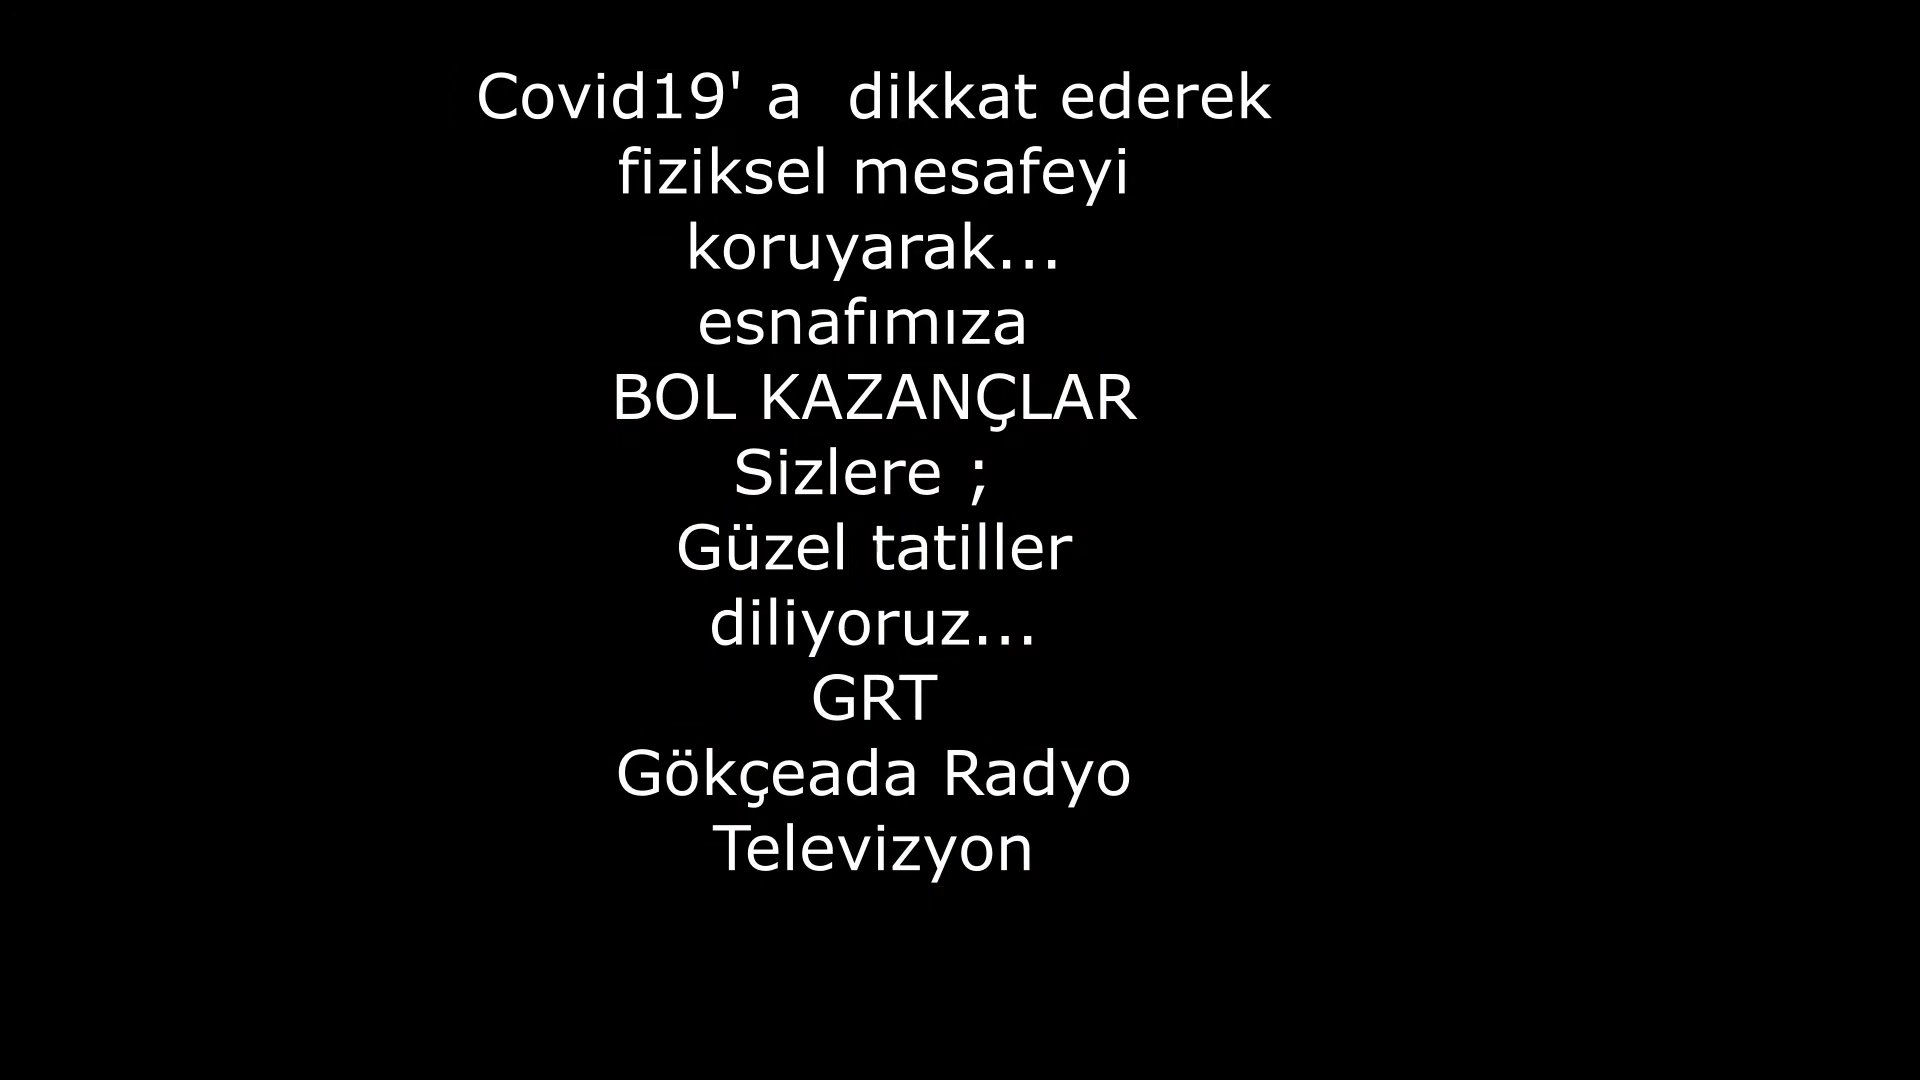 Covid19' a  dikkat ederek
fiziksel mesafeyi
koruyarak...
esnafımıza
BOL KAZANÇLAR
Sizlere ;
Güzel tatiller
diliyoruz...
GRT
Gökçeada Radyo
Televizyon